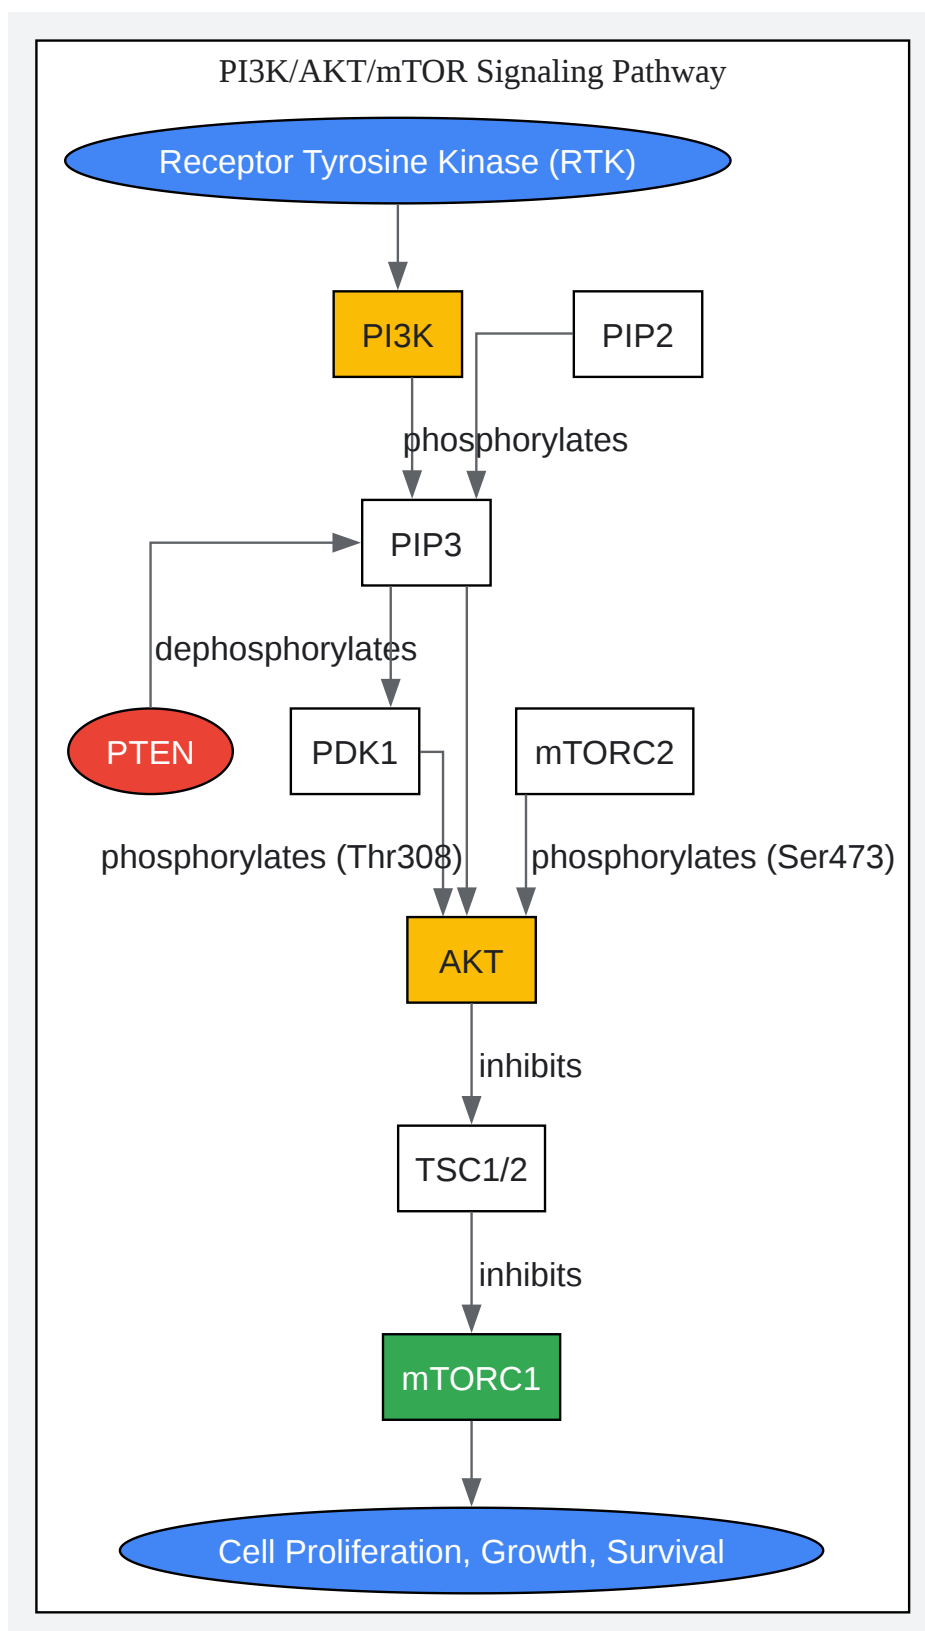 PI3K/AKT/mTOR Signaling Pathway
Receptor Tyrosine Kinase (RTK)
PI3K
PIP2
phosphorylates
PIP3
dephosphorylates
PTEN
PDK1
mTORC2
phosphorylates (Thr308)
phosphorylates (Ser473)
AKT
inhibits
TSC1/2
inhibits
mTORC1
Cell Proliferation, Growth, Survival